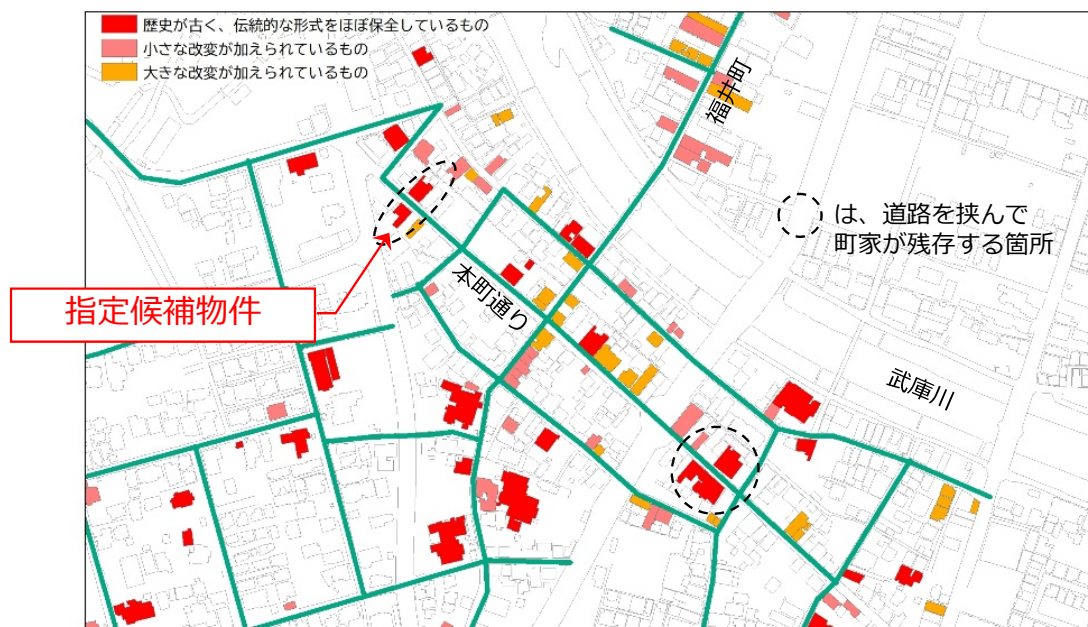 歴史が古く、伝統的な形式をほぼ保全しているもの
小さな改変が加えられているもの
大きな改変が加えられているもの
福井町
は、道路を挟んで
町家が残存する箇所
指定候補物件
本町通り
武庫川